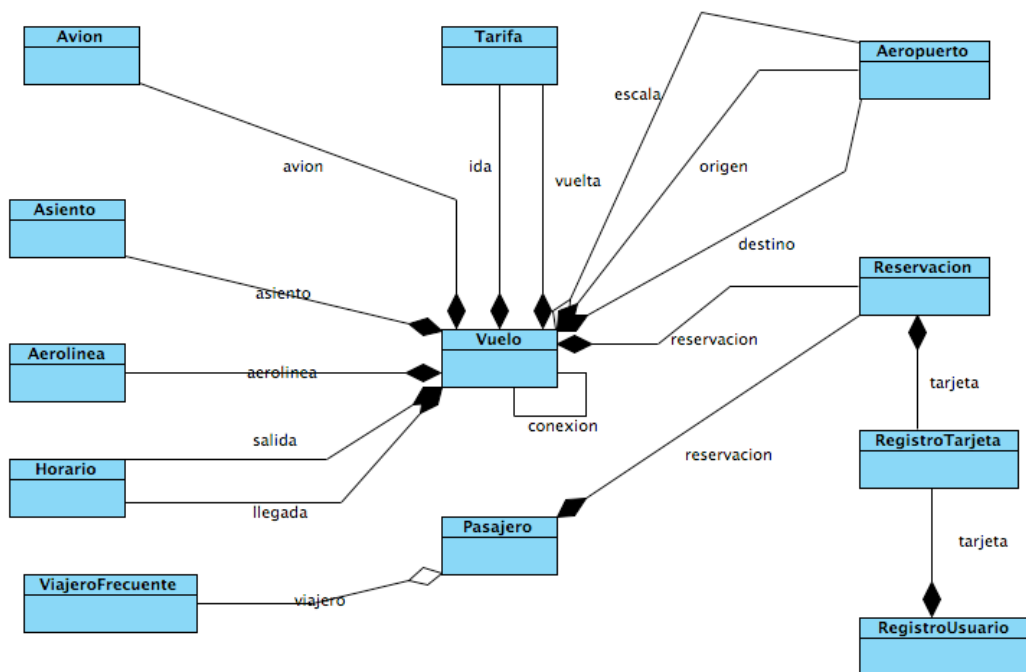 Avion
Tarifa
Aeropuerto
escala
avion
ida
vuelta
origen
Asiento
destino
Reservacion
asiento
Vuelo
reservacion
Aerolinea
aerolinea
tarjeta
conexion
salida
RegistroTarjeta
reservacion
Horario
llegada
Pasajero
tarjeta
ViajeroFrecuente
viajero
RegistroUsuario